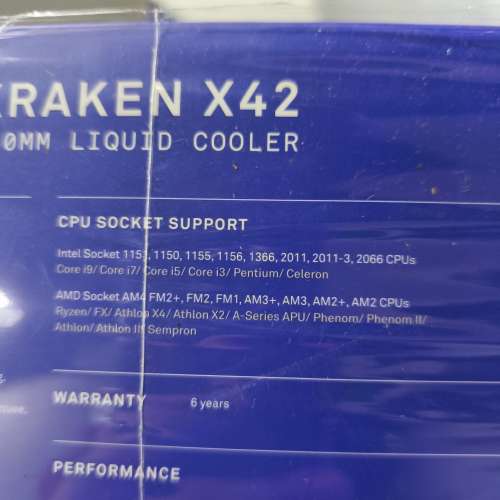 KRAKEN X42
0MM LIQUID COOLER
CPU SOCKET SUPPORT
Intel Socket 1151, 1150, 1155, 1156, 1366, 2011, 2011-3, 2066 CPUs
Core i9/ Core i7/ Core i5/ Core i3/ Pentium/ Celeron
AMD Socket AM4 FM2+, FM2, FM1, AM3+, AM3, AM2+, AM2 CPUs
Ryzen/ FX/ Athlon X4/ Athlon X2/ A-Series APU/ Phenom/ Phenom II/
Athlon/ Athlon II/ Sempron
WARRANTY 6 years
PERFORMANCE